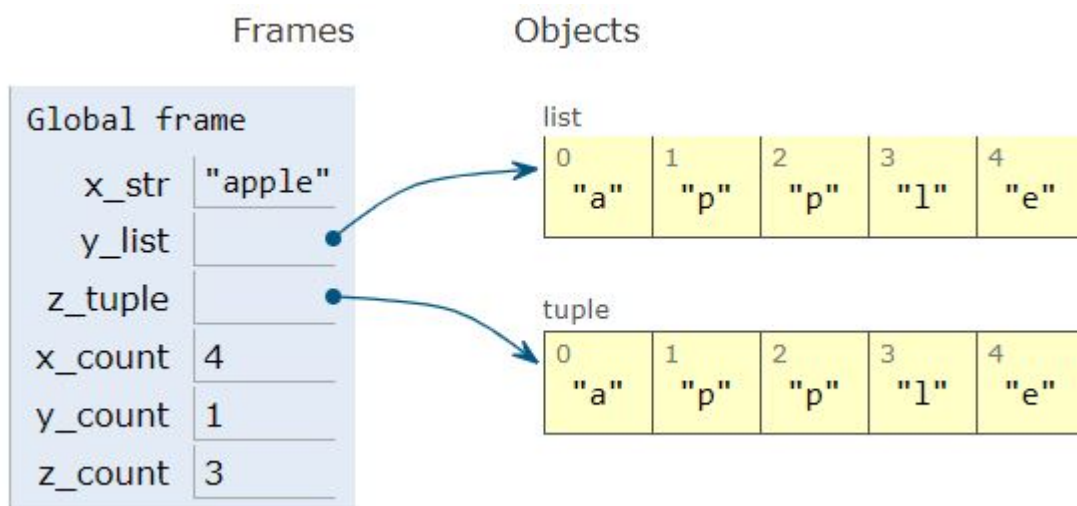 Frames Objects
Global frame
x_str "apple"
y_list
z_tuple
x_count 4
y_count 1
z_count 3
list
0 1 2 3 4
"a" "p" "p" "l" "e"
tuple
0 1 2 3 4
"a" "p" "p" "l" "e"